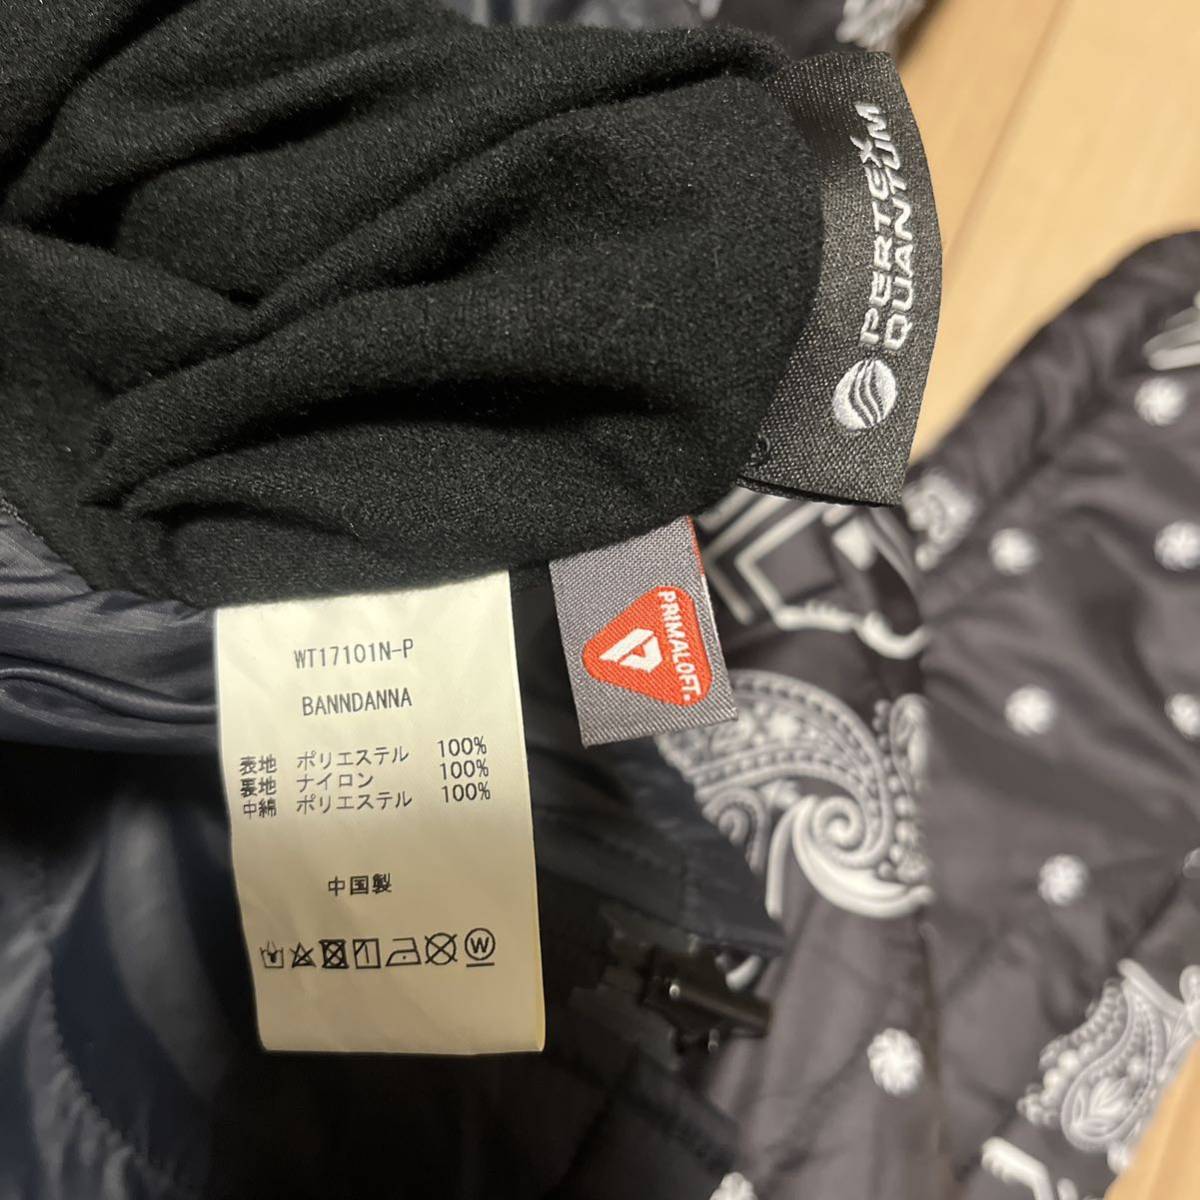 PERTEX
QUANTUM
PRIMALOFT.
WT17101N-P
BANNDANNA
表地 ポリエステル 100%
裏地 ナイロン 100%
中綿 ポリエステル 100%
中国製
W